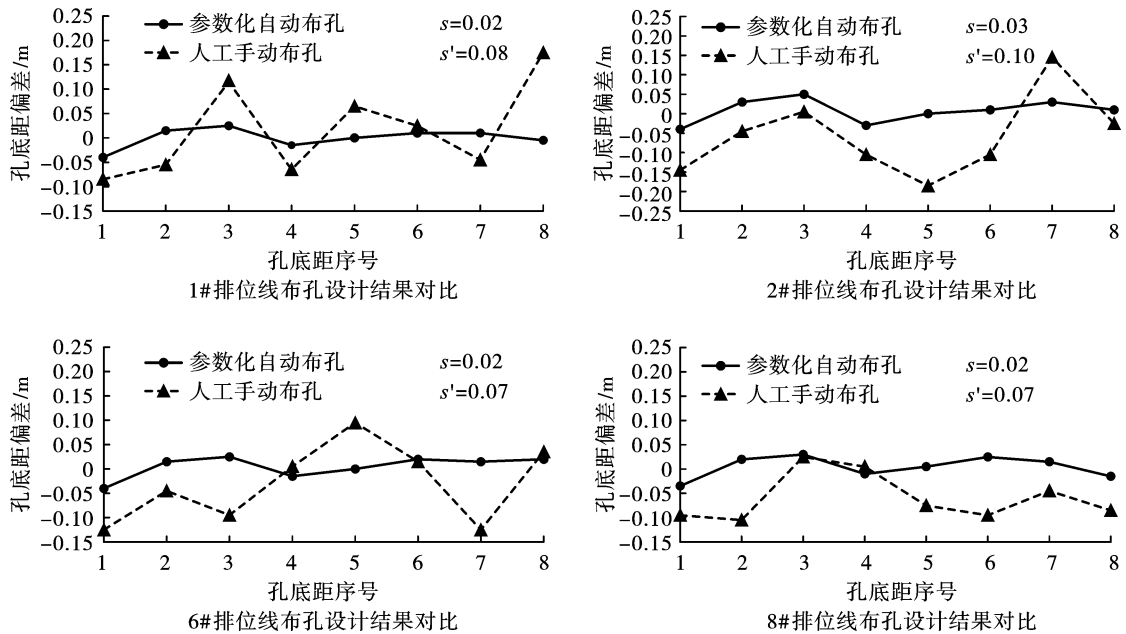 孔底距偏差/m
0.25
0.20
0.15
0.10
0.05
0
-0.05
-0.10
-0.15
参数化自动布孔 s=0.02
人工手动布孔 s'=0.08
1 2 3 4 5 6 7 8
孔底距序号
1#排位线布孔设计结果对比
孔底距偏差/m
0.25
0.20
0.15
0.10
0.05
0
-0.05
-0.10
-0.15
-0.20
-0.25
参数化自动布孔 s=0.03
人工手动布孔 s'=0.10
1 2 3 4 5 6 7 8
孔底距序号
2#排位线布孔设计结果对比
孔底距偏差/m
0.25
0.20
0.15
0.10
0.05
0
-0.05
-0.10
-0.15
参数化自动布孔 s=0.02
人工手动布孔 s'=0.07
1 2 3 4 5 6 7 8
孔底距序号
6#排位线布孔设计结果对比
孔底距偏差/m
0.25
0.20
0.15
0.10
0.05
0
-0.05
-0.10
-0.15
参数化自动布孔 s=0.02
人工手动布孔 s'=0.07
1 2 3 4 5 6 7 8
孔底距序号
8#排位线布孔设计结果对比